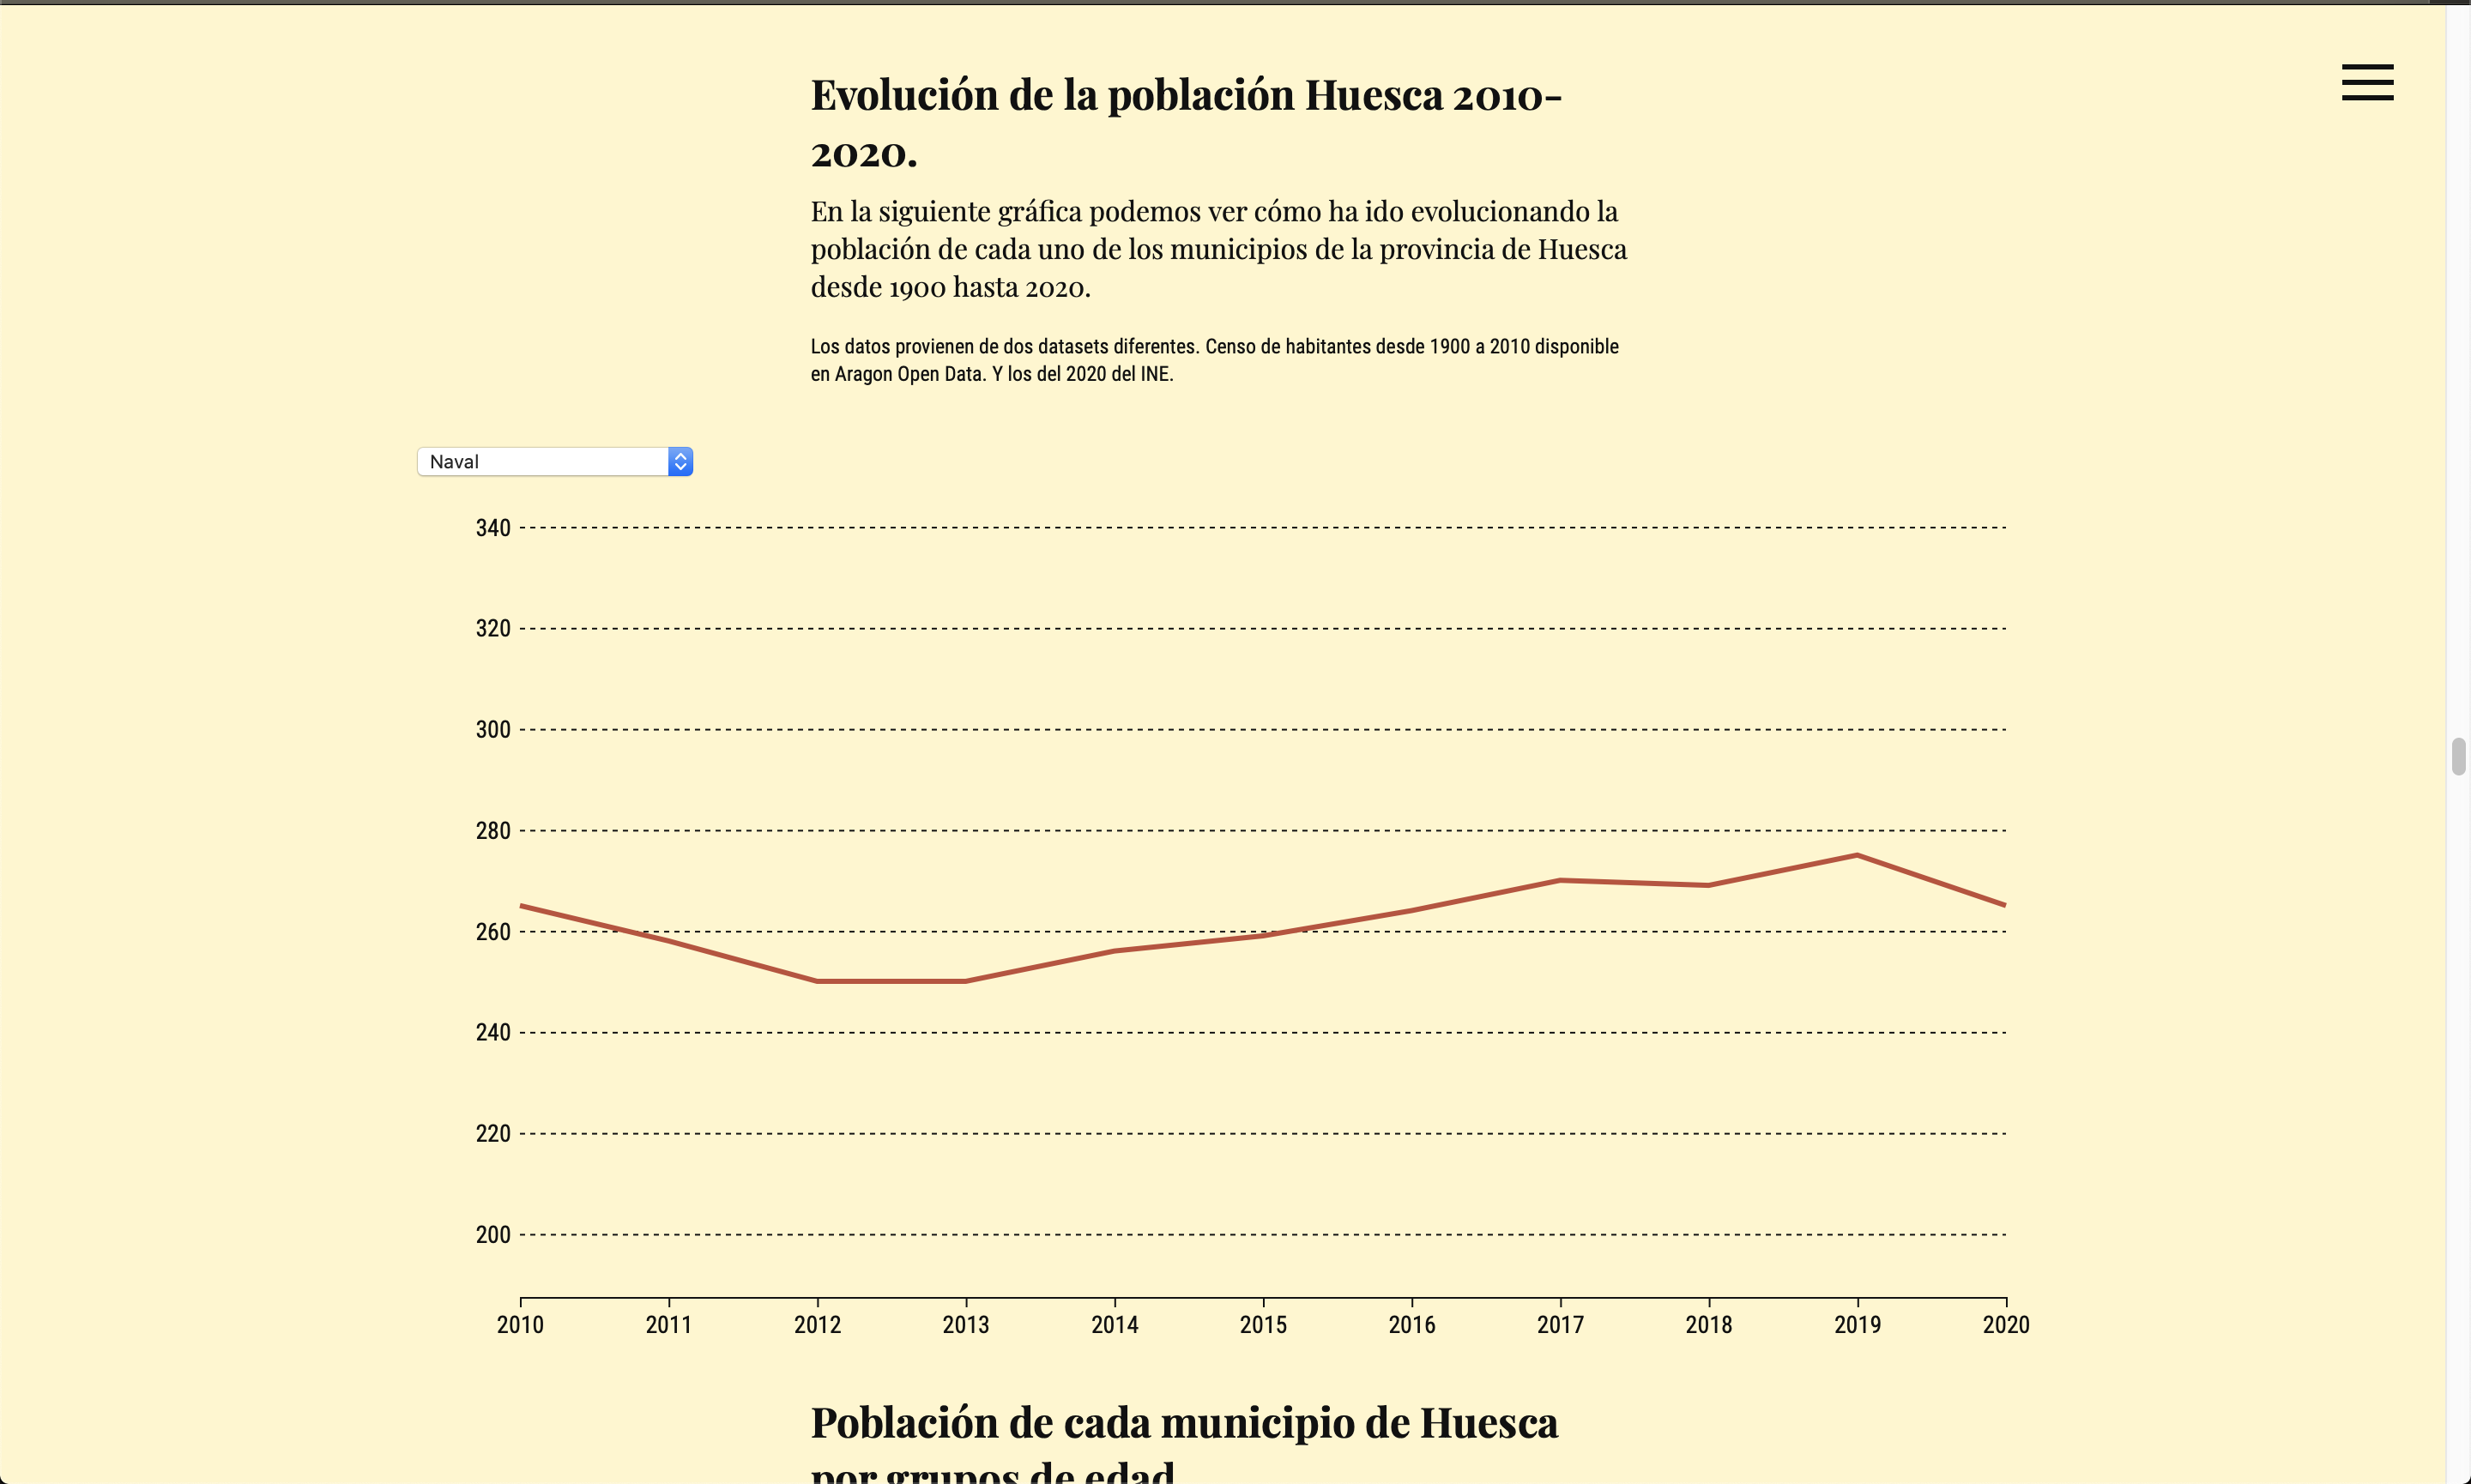 Evolución de la población Huesca 2010-
2020.
En la siguiente gráfica podemos ver cómo ha ido evolucionando la
población de cada uno de los municipios de la provincia de Huesca
desde 1900 hasta 2020.
Los datos provienen de dos datasets diferentes. Censo de habitantes desde 1900 a 2010 disponible
en Aragon Open Data. Y los del 2020 del INE.
Naval
340
320
300
280
260
240
220
200
2010 2011 2012 2013 2014 2015 2016 2017 2018 2019 2020
Población de cada municipio de Huesca
por grupos de edad